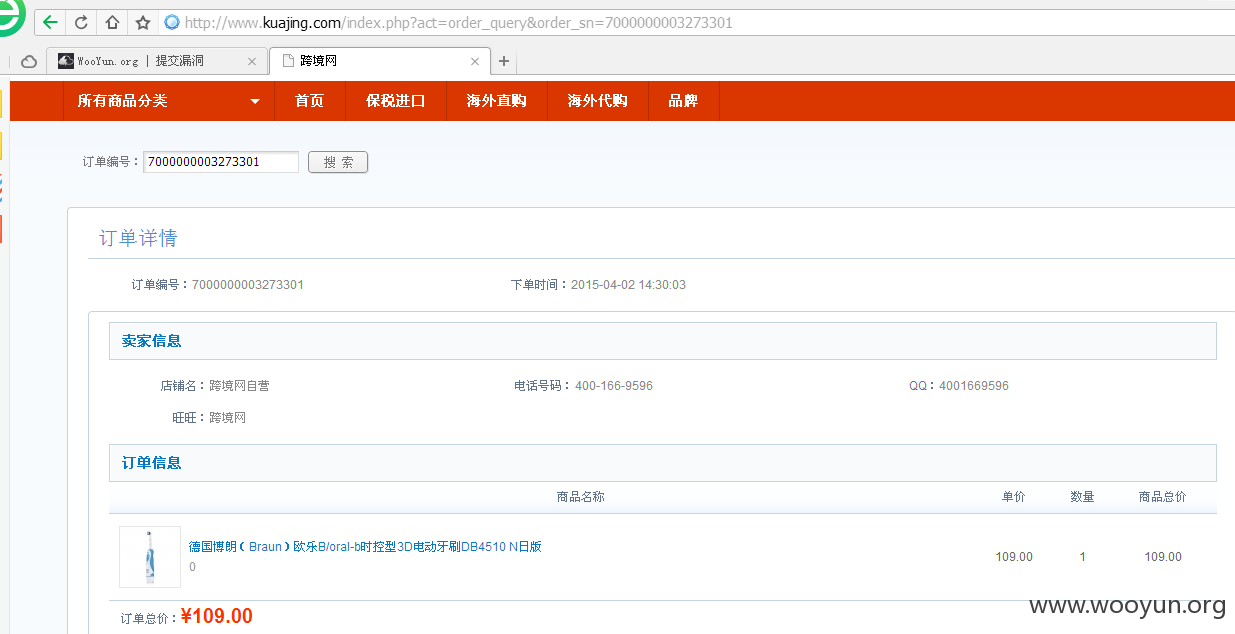 http://www.kuajing.com/index.php?act=order_query&order_sn=7000000003273301
WooYun.org | 提交漏洞
跨境网
所有商品分类 首页 保税进口 海外直购 海外代购 品牌
订单编号： 7000000003273301 搜 索
订单详情
订单编号：7000000003273301 下单时间：2015-04-02 14:30:03
卖家信息
店铺名：跨境网自营 电话号码：400-166-9596 QQ：4001669596
旺旺：跨境网
订单信息
商品名称 单价 数量 商品总价
德国博朗（Braun）欧乐B/oral-b时控型3D电动牙刷DB4510 N日版 109.00 1 109.00
0
订单总价：¥109.00
www.wooyun.org